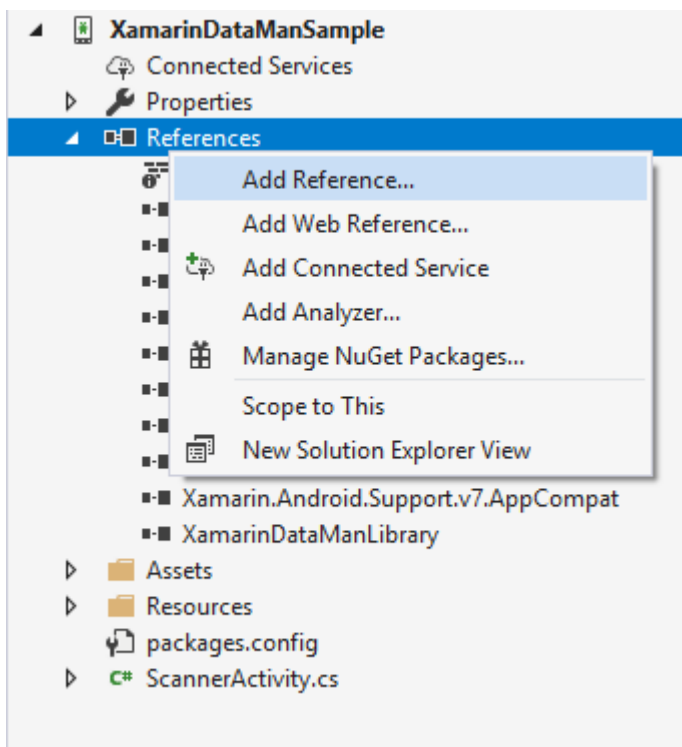 XamarinDataManSample
Connected Services
Properties
References
Add Reference...
Add Web Reference...
Add Connected Service
Add Analyzer...
Manage NuGet Packages...
Scope to This
New Solution Explorer View
Xamarin.Android.Support.v7.AppCompat
XamarinDataManLibrary
Assets
Resources
packages.config
C# ScannerActivity.cs